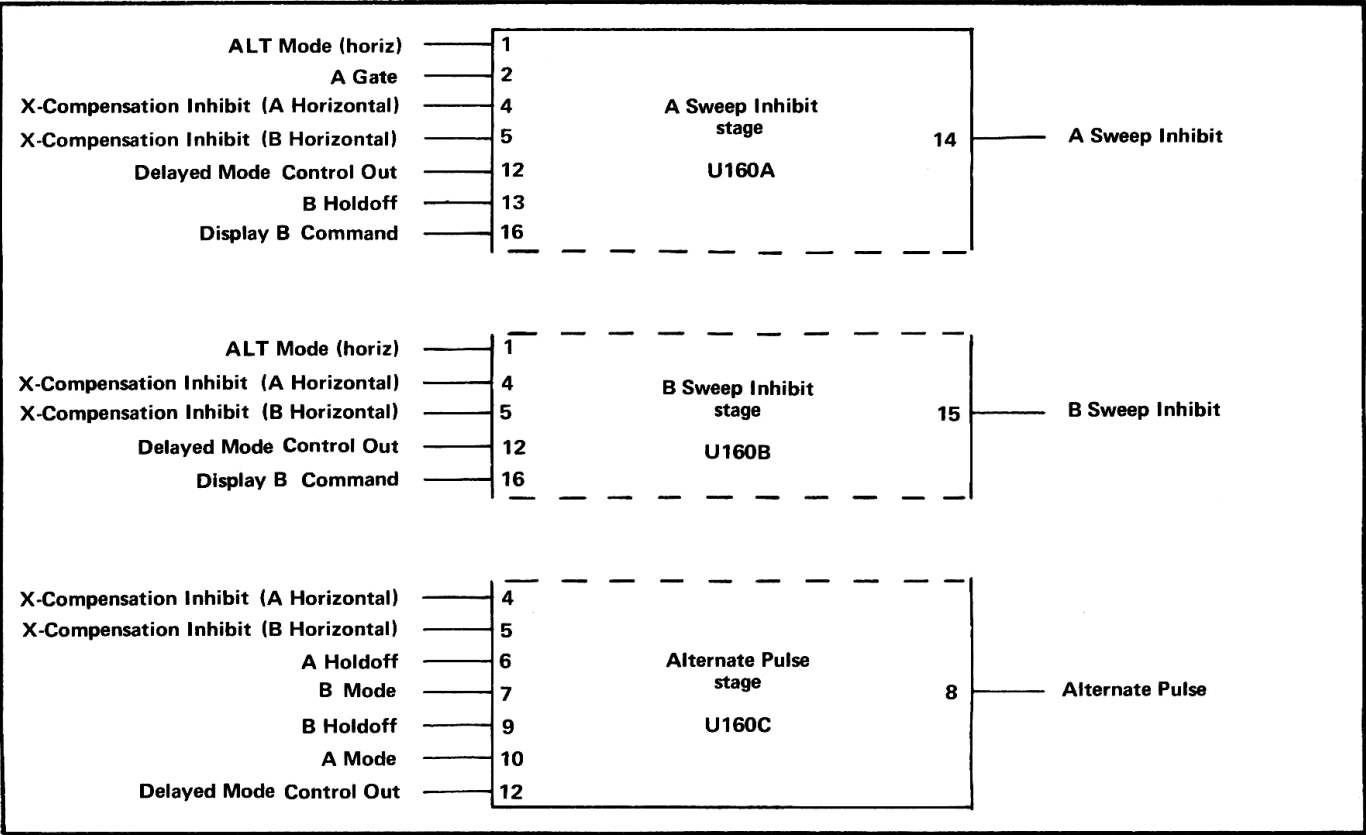 ALT Mode (horiz) 1
A Gate 2
X-Compensation Inhibit (A Horizontal) 4
X-Compensation Inhibit (B Horizontal) 5
Delayed Mode Control Out 12
B Holdoff 13
Display B Command 16
A Sweep Inhibit
stage
U160A
14 A Sweep Inhibit
ALT Mode (horiz) 1
X-Compensation Inhibit (A Horizontal) 4
X-Compensation Inhibit (B Horizontal) 5
Delayed Mode Control Out 12
Display B Command 16
B Sweep Inhibit
stage
U160B
15 B Sweep Inhibit
X-Compensation Inhibit (A Horizontal) 4
X-Compensation Inhibit (B Horizontal) 5
A Holdoff 6
B Mode 7
B Holdoff 9
A Mode 10
Delayed Mode Control Out 12
Alternate Pulse
stage
U160C
8 Alternate Pulse